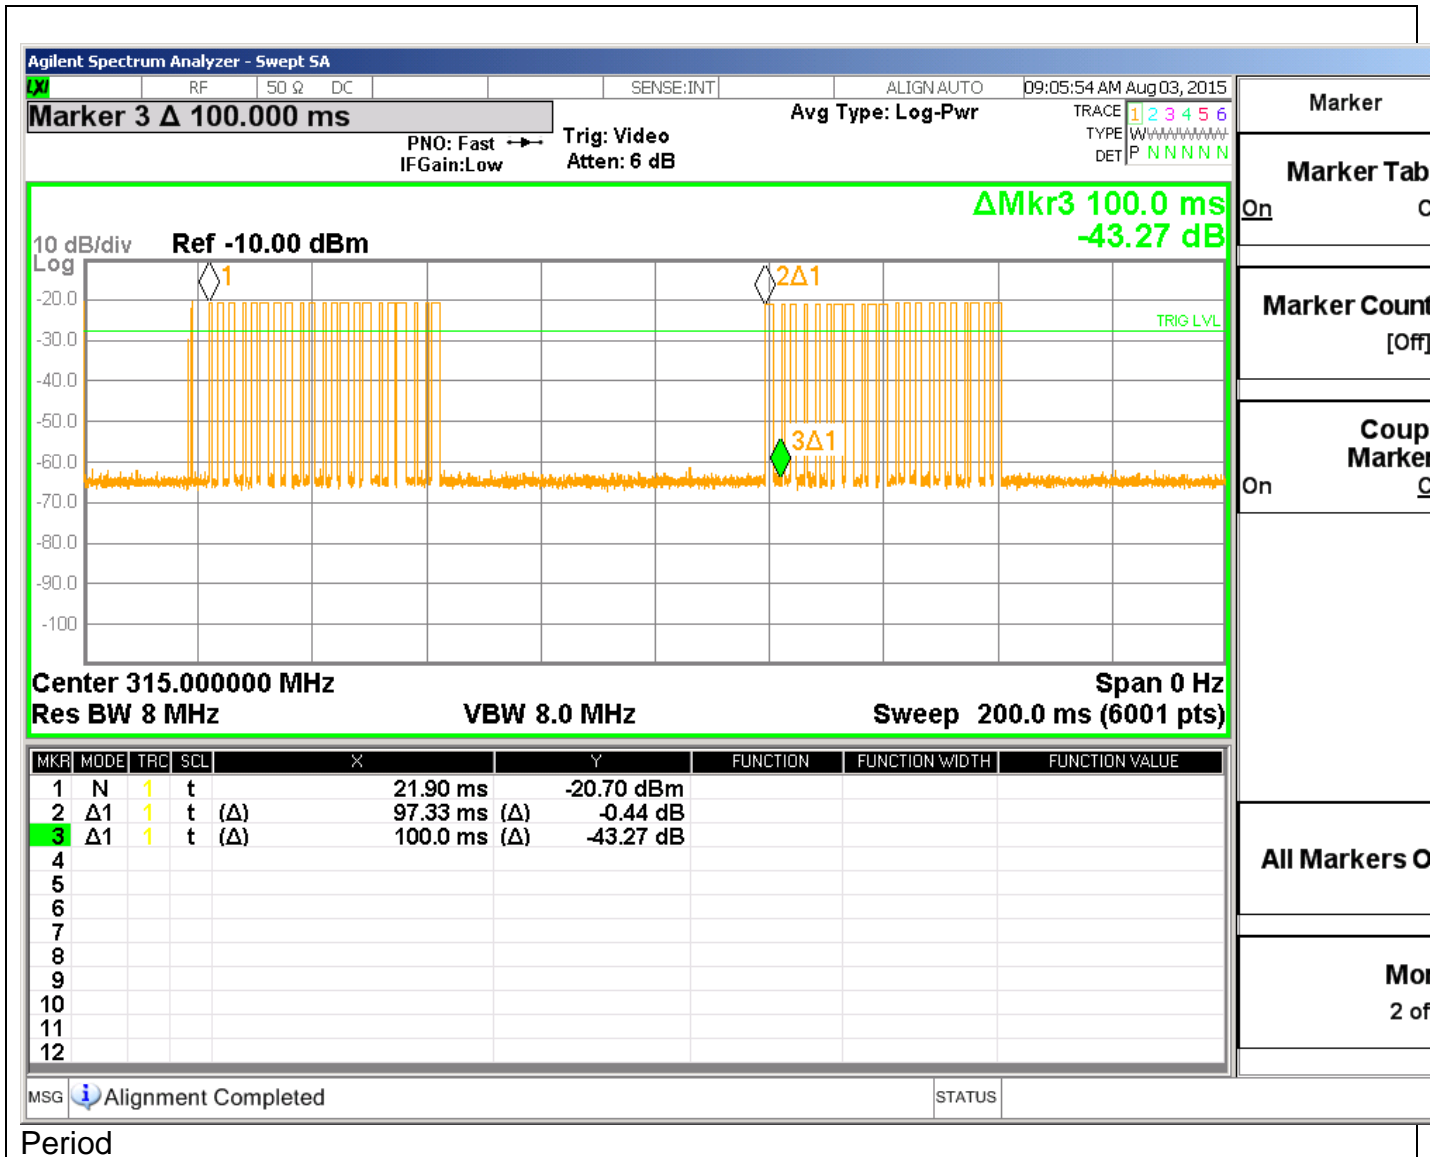 Agilent Spectrum Analyzer - Swept SA
LXI RF 50 Ω DC SENSE:INT ALIGN AUTO 09:05:54 AM Aug 03, 2015
Marker 3 Δ 100.000 ms
PNO: Fast
IFGain:Low
Trig: Video
Atten: 6 dB
Avg Type: Log-Pwr
TRACE 1 2 3 4 5 6
TYPE W
DET P N N N N N
ΔMkr3 100.0 ms
-43.27 dB
10 dB/div
Log
Ref -10.00 dBm
1
2Δ1
3Δ1
TRIG LVL
-20.0
-30.0
-40.0
-50.0
-60.0
-70.0
-80.0
-90.0
-100
Center 315.000000 MHz Span 0 Hz
Res BW 8 MHz VBW 8.0 MHz Sweep 200.0 ms (6001 pts)
MKR MODE TRC SCL X Y FUNCTION FUNCTION WIDTH FUNCTION VALUE
1 N 1 t 21.90 ms -20.70 dBm
2 Δ1 1 t (Δ) 97.33 ms (Δ) -0.44 dB
3 Δ1 1 t (Δ) 100.0 ms (Δ) -43.27 dB
4
5
6
7
8
9
10
11
12
MSG Alignment Completed STATUS
Marker
Marker Tab
On
Marker Count
[Off]
Coup
Marker
On
All Markers O
Mor
2 of
Period